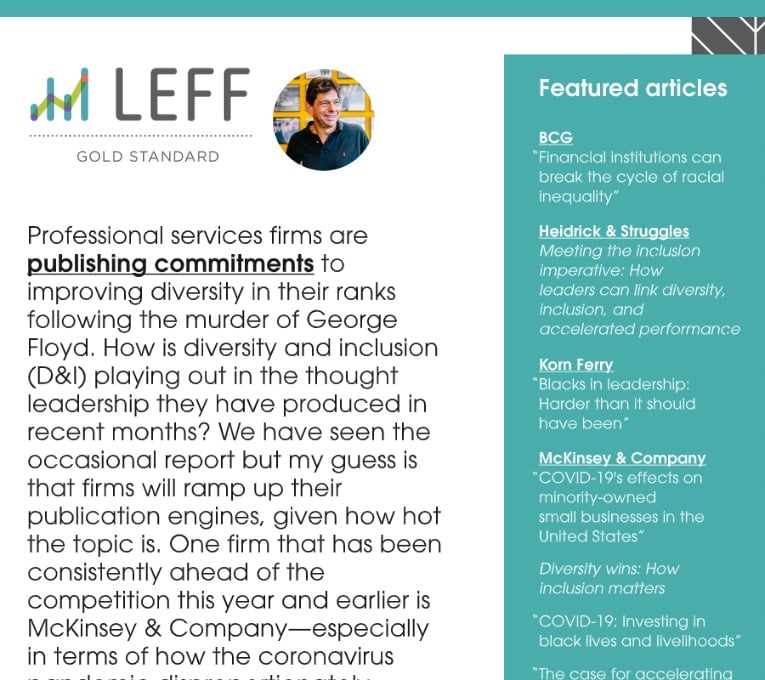 LEFF
GOLD STANDARD
Professional services firms are
publishing commitments to
improving diversity in their ranks
following the murder of George
Floyd. How is diversity and inclusion
(D&I) playing out in the thought
leadership they have produced in
recent months? We have seen the
occasional report but my guess is
that firms will ramp up their
publication engines, given how hot
the topic is. One firm that has been
consistently ahead of the
competition this year and earlier is
McKinsey & Company—especially
in terms of how the coronavirus
pandemic disproportionately
Featured articles
BCG
“Financial institutions can
break the cycle of racial
inequality”
Heidrick & Struggles
Meeting the inclusion
imperative: How
leaders can link diversity,
inclusion, and
accelerated performance
Korn Ferry
“Blacks in leadership:
Harder than it should
have been”
McKinsey & Company
“COVID-19's effects on
minority-owned
small businesses in the
United States”
Diversity wins: How
inclusion matters
“COVID-19: Investing in
black lives and livelihoods”
“The case for accelerating